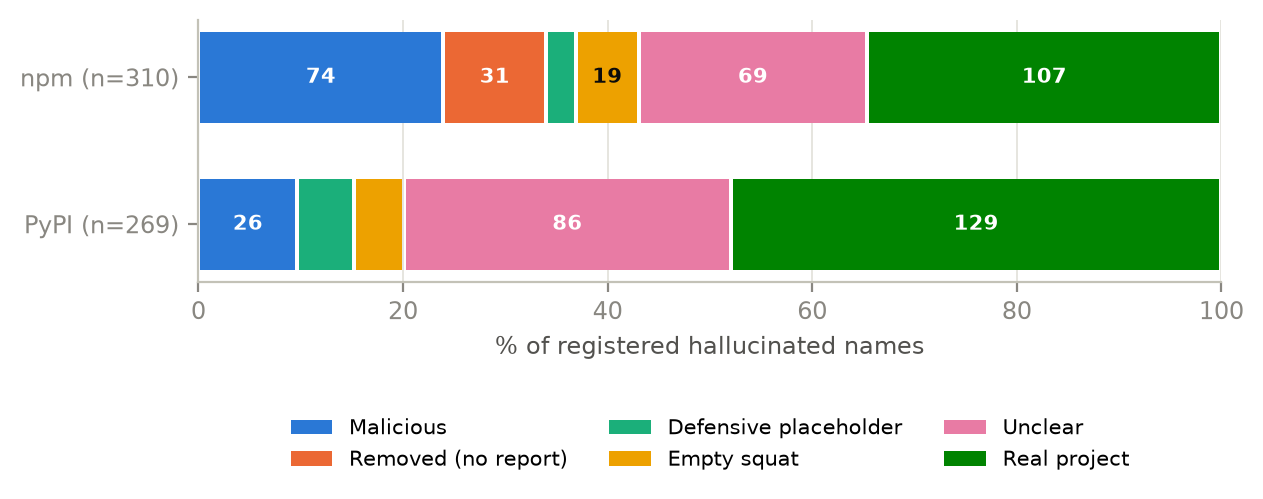 npm (n=310)
74 31 19 69 107
PyPI (n=269)
26 86 129
0 20 40 60 80 100
% of registered hallucinated names
Malicious Defensive placeholder Unclear
Removed (no report) Empty squat Real project